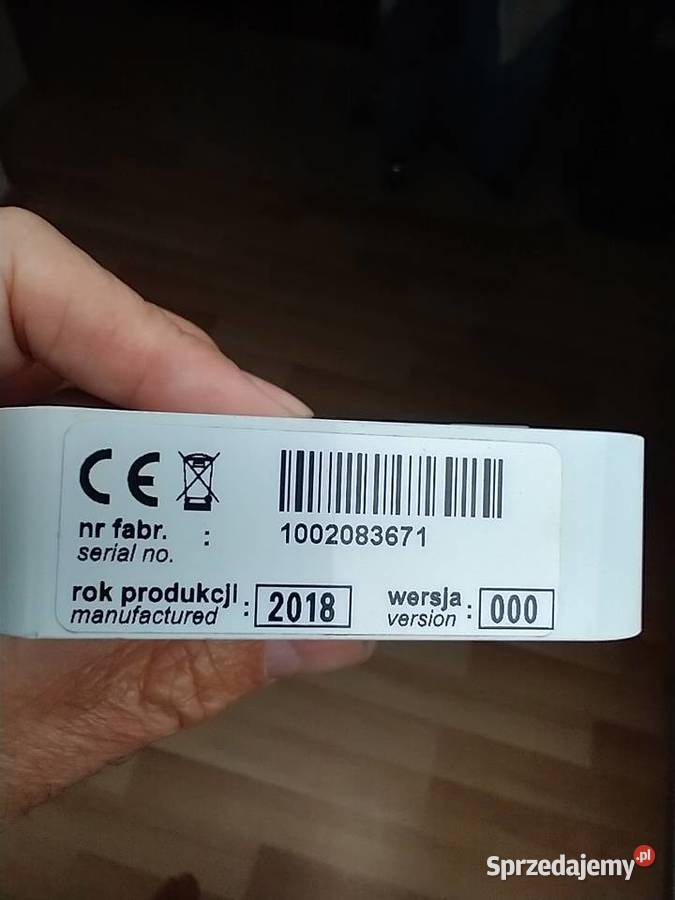 CE
nr fabr. :
serial no.
1002083671
rok produkcji : 2018
manufactured
wersja : 000
version
Sprzedajemy.pl